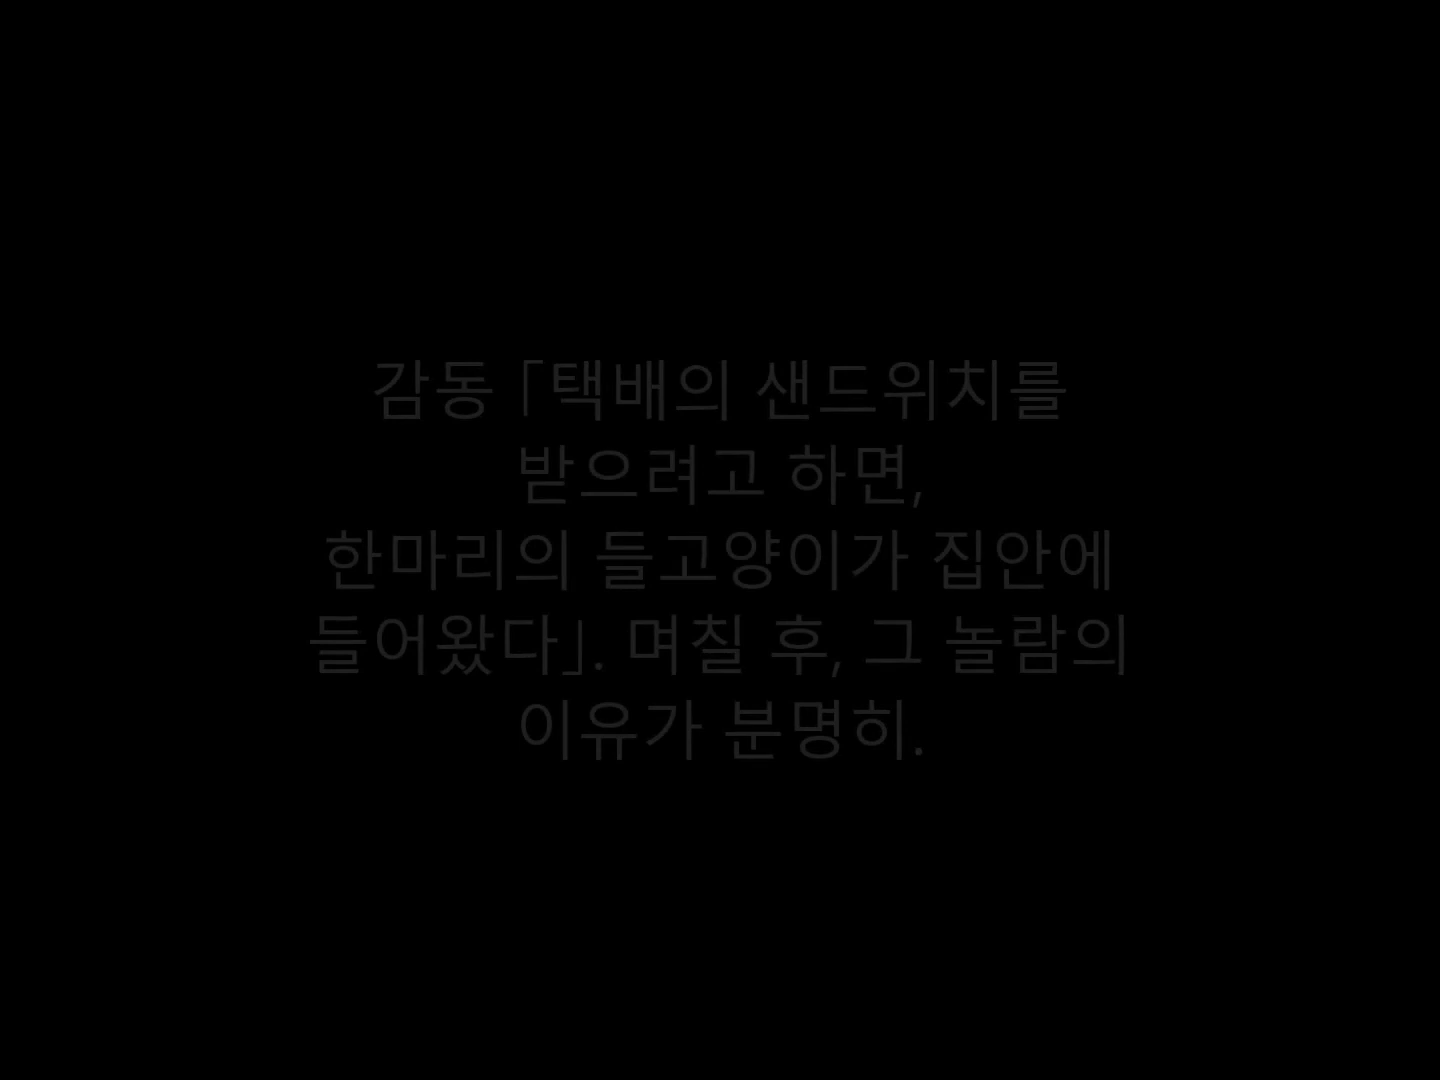 감동 ｢택배의 샌드위치를
받으려고 하면,
한마리의 들고양이가 집안에
들어왔다｣. 며칠 후, 그 놀람의
이유가 분명히.